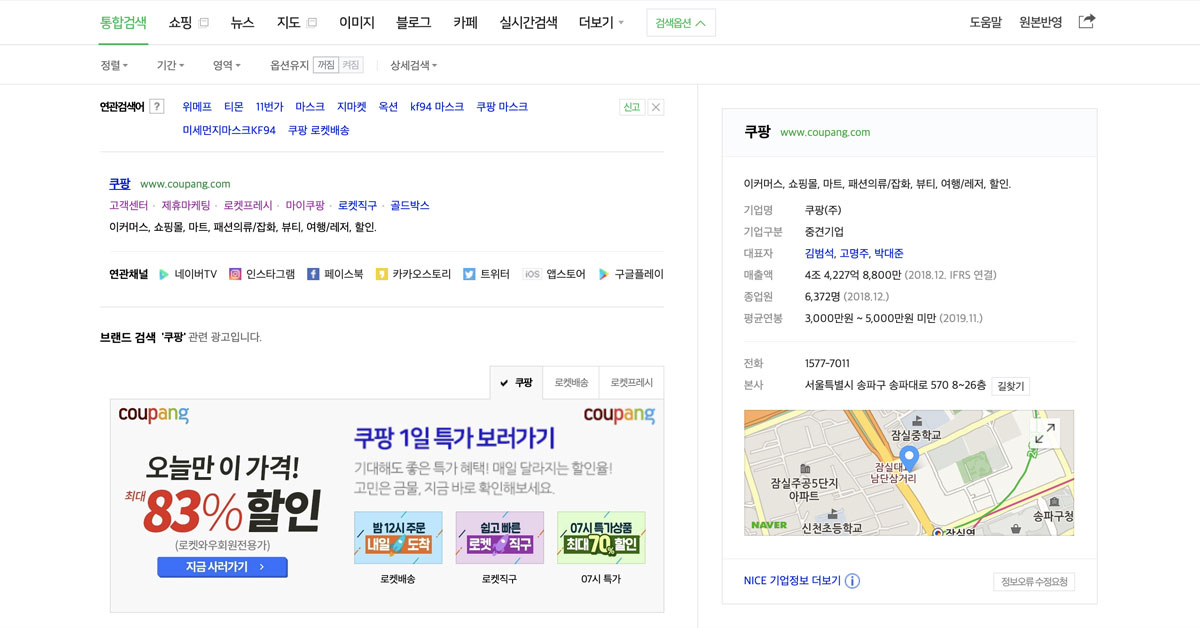 통합검색 쇼핑 뉴스 지도 이미지 블로그 카페 실시간검색 더보기 검색옵션 도움말 원본반영
정렬 기간 영역 옵션유지 꺼짐 켜짐 상세검색
연관검색어 ? 위메프 티몬 11번가 마스크 지마켓 옥션 kf94 마스크 쿠팡 마스크 신고
미세먼지마스크KF94 쿠팡 로켓배송
쿠팡 www.coupang.com
고객센터 · 제휴마케팅 · 로켓프레시 · 마이쿠팡 · 로켓직구 · 골드박스
이커머스, 쇼핑몰, 마트, 패션의류/잡화, 뷰티, 여행/레저, 할인.
연관채널 네이버TV 인스타그램 페이스북 카카오스토리 트위터 iOS 앱스토어 구글플레이
브랜드 검색 '쿠팡' 관련 광고입니다.
쿠팡 로켓배송 로켓프레시
coupang
오늘만 이 가격!
최대 83% 할인
(로켓와우회원전용가)
지금 사러가기
coupang
쿠팡 1일 특가 보러가기
기대해도 좋은 특가 혜택! 매일 달라지는 할인율!
고민은 금물, 지금 바로 확인해보세요.
밤 12시 주문
내일 도착
로켓배송
쉽고 빠른
로켓 직구
로켓직구
07시 특가상품
최대 70% 할인
07시 특가
쿠팡 www.coupang.com
이커머스, 쇼핑몰, 마트, 패션의류/잡화, 뷰티, 여행/레저, 할인.
기업명 쿠팡(주)
기업구분 중견기업
대표자 김범석, 고명주, 박대준
매출액 4조 4,227억 8,800만 (2018.12. IFRS 연결)
종업원 6,372명 (2018.12.)
평균연봉 3,000만원 ~ 5,000만원 미만 (2019.11.)
전화 1577-7011
본사 서울특별시 송파구 송파대로 570 8~26층 길찾기
잠실중학교
잠실대
남단삼거리
잠실주공5단지
아파트
송파구청
NAVER
신천초등학교
잠실역
NICE 기업정보 더보기
정보오류 수정요청